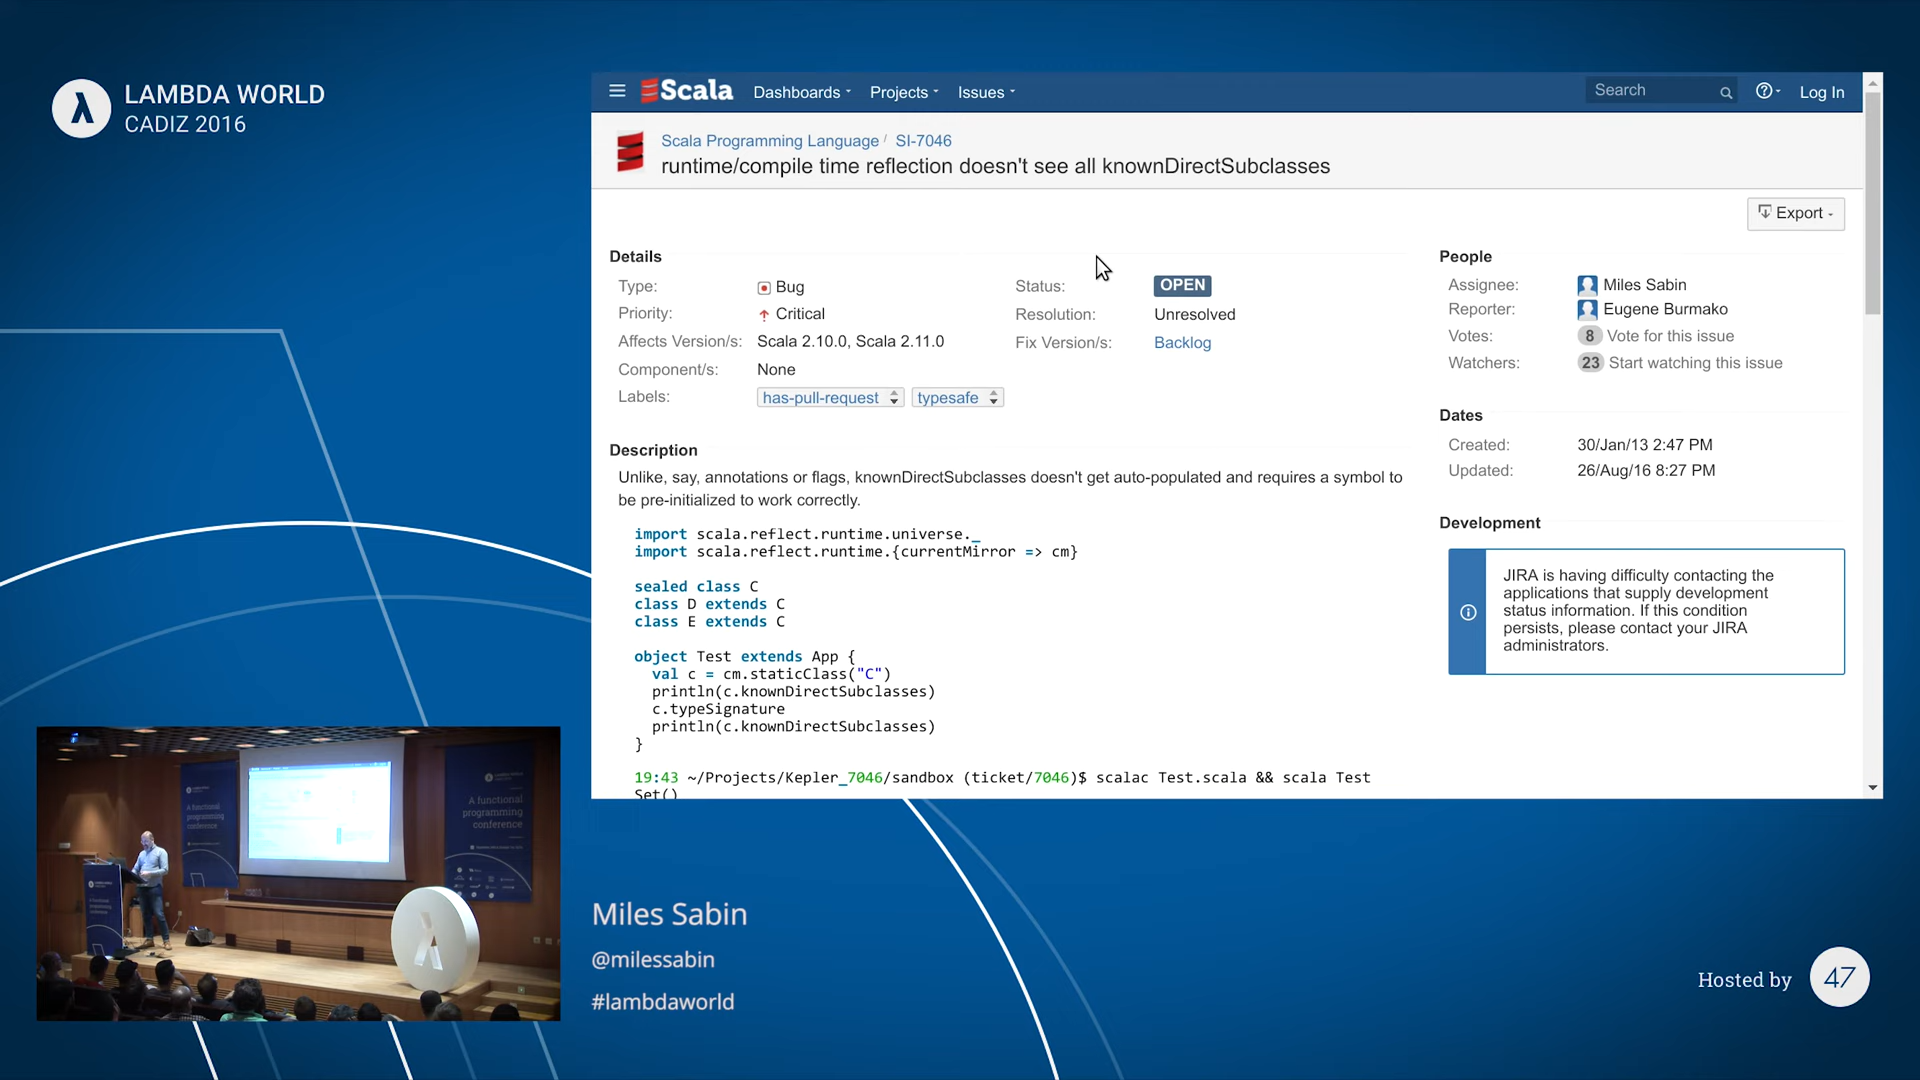 LAMBDA WORLD
CADIZ 2016
Scala Dashboards Projects Issues Search Log In
Scala Programming Language / SI-7046
runtime/compile time reflection doesn't see all knownDirectSubclasses
Export
Details
Type: Bug
Priority: Critical
Affects Version/s: Scala 2.10.0, Scala 2.11.0
Component/s: None
Labels: has-pull-request typesafe
Status: OPEN
Resolution: Unresolved
Fix Version/s: Backlog
People
Assignee: Miles Sabin
Reporter: Eugene Burmako
Votes: 8 Vote for this issue
Watchers: 23 Start watching this issue
Dates
Created: 30/Jan/13 2:47 PM
Updated: 26/Aug/16 8:27 PM
Development
JIRA is having difficulty contacting the
applications that supply development
status information. If this condition
persists, please contact your JIRA
administrators.
Description
Unlike, say, annotations or flags, knownDirectSubclasses doesn't get auto-populated and requires a symbol to
be pre-initialized to work correctly.
import scala.reflect.runtime.universe._
import scala.reflect.runtime.{currentMirror => cm}
sealed class C
class D extends C
class E extends C
object Test extends App {
val c = cm.staticClass("C")
println(c.knownDirectSubclasses)
c.typeSignature
println(c.knownDirectSubclasses)
}
19:43 ~/Projects/Kepler_7046/sandbox (ticket/7046)$ scalac Test.scala && scala Test
Set()
A functional
programming
conference
A functional
programming
conference
Miles Sabin
@milessabin
#lambdaworld
Hosted by 47